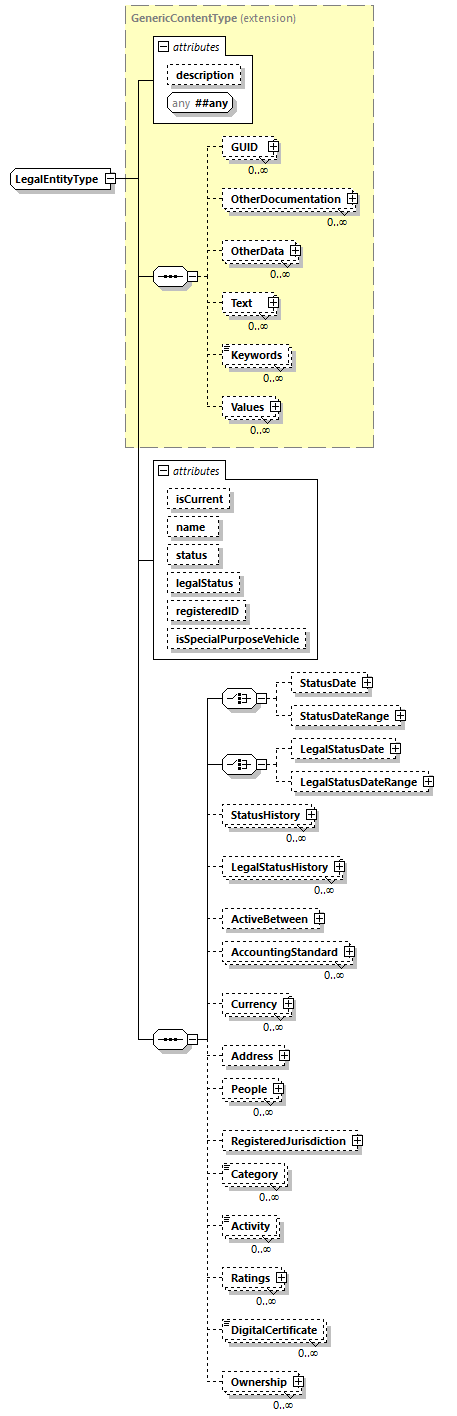 GenericContentType (extension)
attributes
description
any ##any
LegalEntityType
GUID
0..∞
OtherDocumentation
0..∞
OtherData
0..∞
Text
0..∞
Keywords
0..∞
Values
0..∞
attributes
isCurrent
name
status
legalStatus
registeredID
isSpecialPurposeVehicle
StatusDate
StatusDateRange
LegalStatusDate
LegalStatusDateRange
StatusHistory
0..∞
LegalStatusHistory
0..∞
ActiveBetween
AccountingStandard
0..∞
Currency
0..∞
Address
People
0..∞
RegisteredJurisdiction
Category
0..∞
Activity
0..∞
Ratings
0..∞
DigitalCertificate
0..∞
Ownership
0..∞